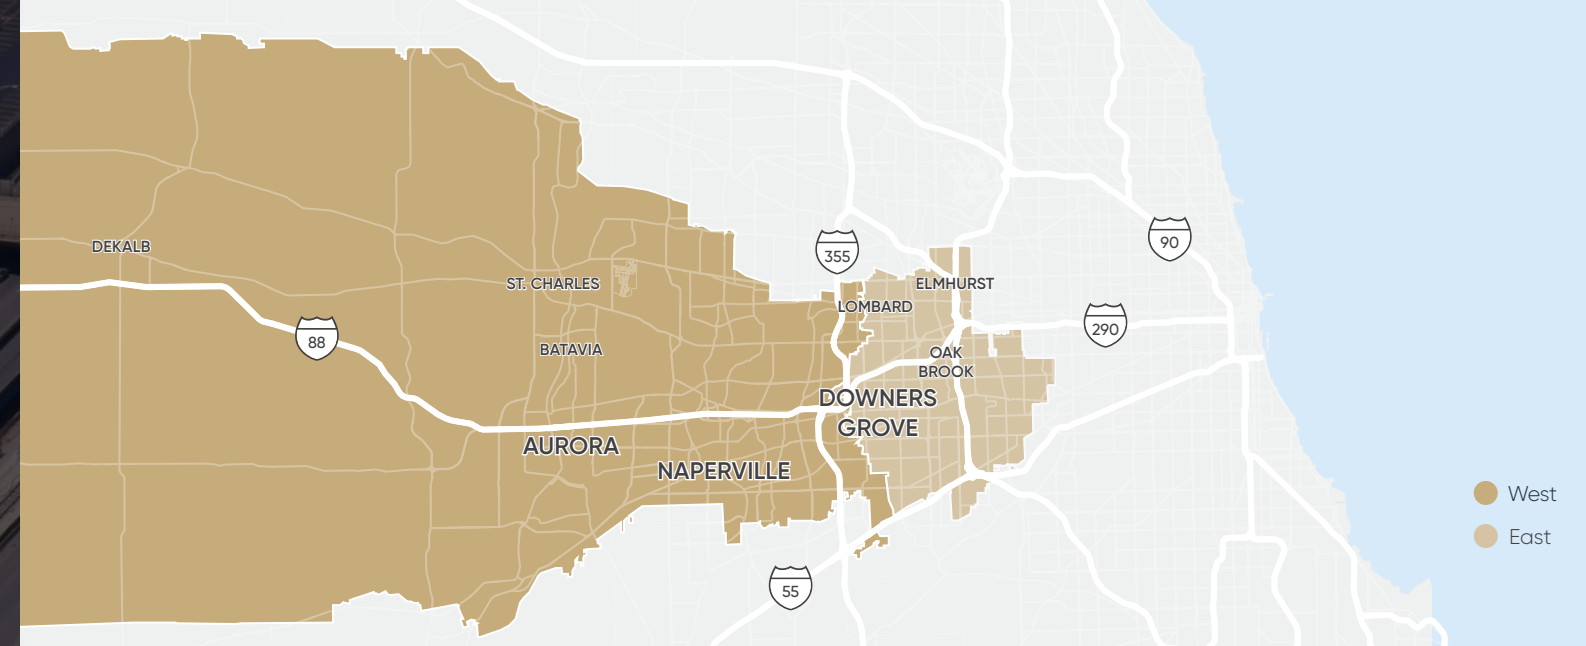 90
DEKALB
355
ST. CHARLES
ELMHURST
LOMBARD
290
88
BATAVIA
OAK
BROOK
DOWNERS
GROVE
AURORA
NAPERVILLE
West
East
55